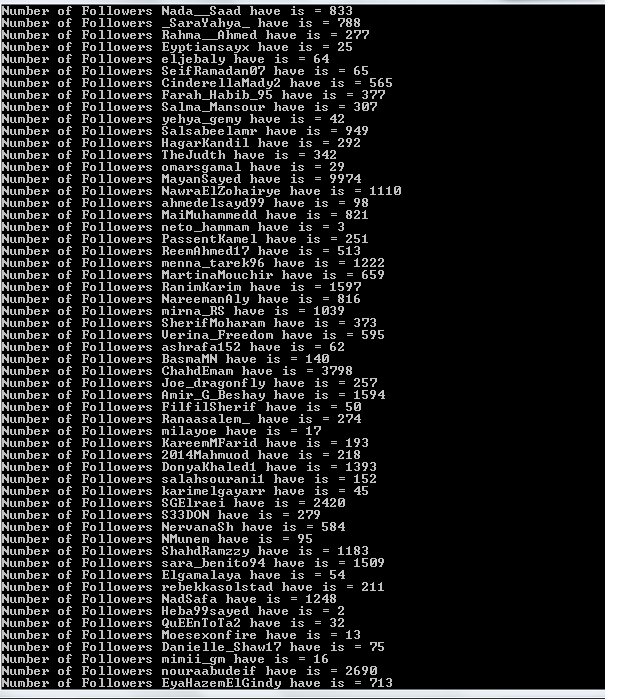 Number of Followers Nada__Saad have is = 833
Number of Followers _SaraYahya_ have is = 788
Number of Followers Rahma__Ahmed have is = 277
Number of Followers Eyptiansayx have is = 25
Number of Followers eljebaly have is = 64
Number of Followers SeifRamadan07 have is = 65
Number of Followers CinderellaMady2 have is = 565
Number of Followers Farah_Habib_95 have is = 377
Number of Followers Salma_Mansour have is = 307
Number of Followers yehya_gemy have is = 42
Number of Followers Salsabeelamr have is = 949
Number of Followers HagarKandil have is = 292
Number of Followers TheJudth have is = 342
Number of Followers omarsgamal have is = 29
Number of Followers MayanSayed have is = 9974
Number of Followers NawraElZohairye have is = 1110
Number of Followers ahmedelsayd99 have is = 98
Number of Followers MaiMuhammedd have is = 821
Number of Followers neto_hammam have is = 3
Number of Followers PassentKamel have is = 251
Number of Followers ReemAhmed17 have is = 513
Number of Followers menna_tarek96 have is = 1222
Number of Followers MartinaMouchir have is = 659
Number of Followers RanimKarim have is = 1597
Number of Followers NareemanAly have is = 816
Number of Followers mirna_RS have is = 1039
Number of Followers SherifMoharam have is = 373
Number of Followers Verina_Freedom have is = 595
Number of Followers ashrafa152 have is = 62
Number of Followers BasmaMN have is = 140
Number of Followers ChahdEmam have is = 3798
Number of Followers Joe_dragonfly have is = 257
Number of Followers Amir_G_Beshay have is = 1594
Number of Followers FilfilSherif have is = 50
Number of Followers Ranaasalem_ have is = 274
Number of Followers milayoe have is = 17
Number of Followers KareemMFarid have is = 193
Number of Followers 2014Mahmuod have is = 218
Number of Followers DonyaKhaled1 have is = 1393
Number of Followers salahsourani1 have is = 152
Number of Followers karimelgayarr have is = 45
Number of Followers SGElraei have is = 2420
Number of Followers S33DON have is = 279
Number of Followers NervanaSh have is = 584
Number of Followers NMunem have is = 95
Number of Followers ShahdRamzzy have is = 1183
Number of Followers sara_benito94 have is = 1509
Number of Followers Elgamalaya have is = 54
Number of Followers rebekkasolstad have is = 211
Number of Followers NadSafa have is = 1248
Number of Followers Heba99sayed have is = 2
Number of Followers QuEEnToTa2 have is = 32
Number of Followers Moesexonfire have is = 13
Number of Followers Danielle_Shaw17 have is = 75
Number of Followers mimii_gm have is = 16
Number of Followers nouraabudeif have is = 2690
Number of Followers EyaHazemElGindy have is = 713